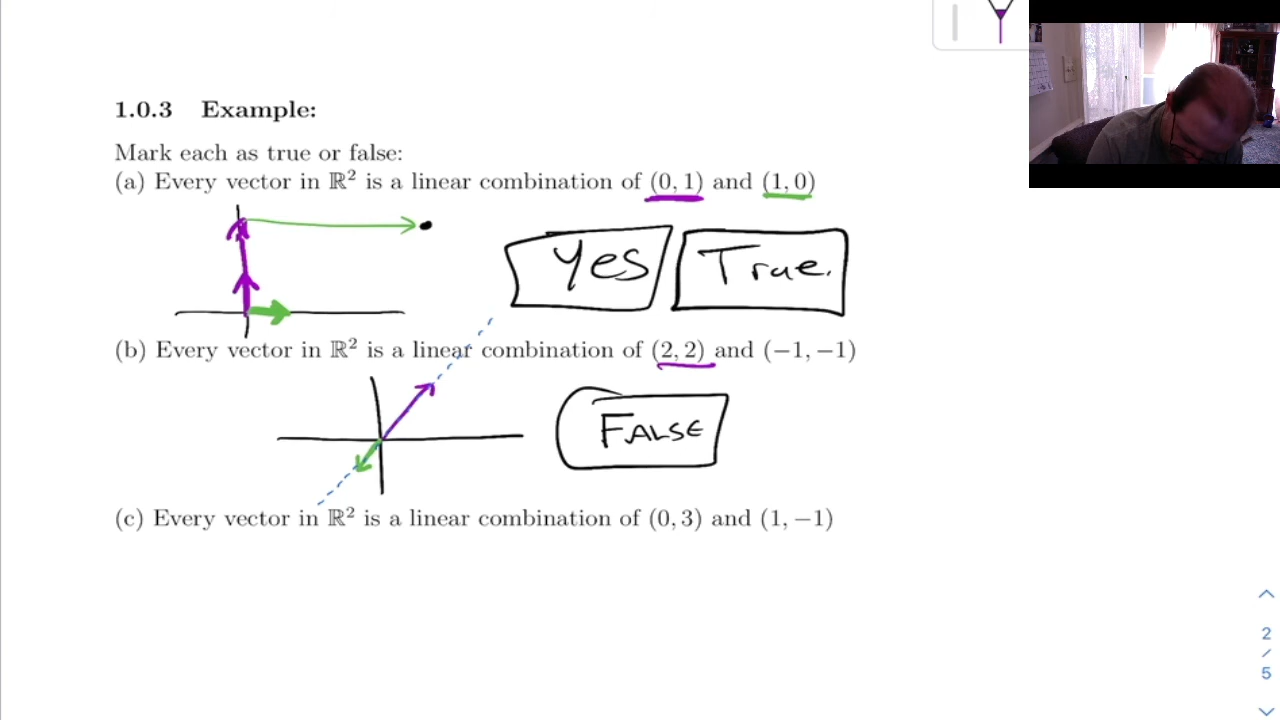 1.0.3 Example:
Mark each as true or false:
(a) Every vector in ℝ² is a linear combination of (0, 1) and (1, 0)
Yes True.
(b) Every vector in ℝ² is a linear combination of (2, 2) and (−1, −1)
FALSE
(c) Every vector in ℝ² is a linear combination of (0, 3) and (1, −1)
2
/
5